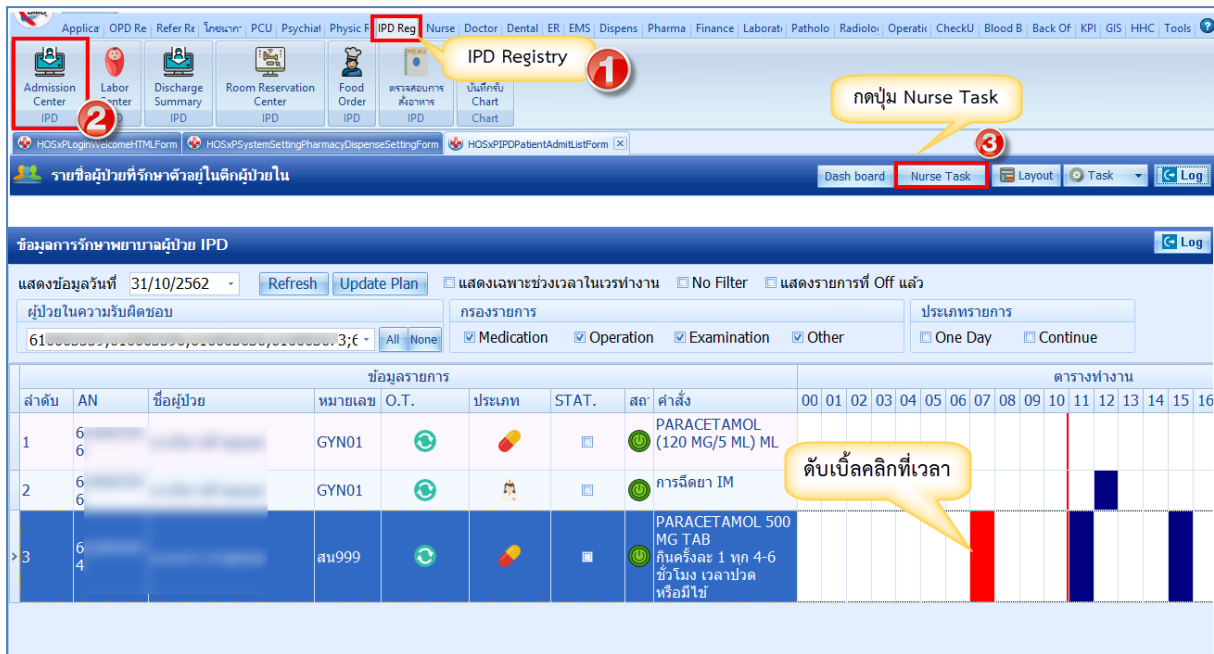 Applica OPD Re Refer Re โภชนาก PCU Psychiat Physic F IPD Reg Nurse Doctor Dental ER EMS Dispens Pharma Finance Laborat Patholo Radiolo Operatic CheckU Blood B Back Of KPI GIS HHC Tools
IPD Registry
1
Admission Center
Labor
Discharge Summary
Room Reservation Center
Food Order
ตรวจสอบการสั่งอาหาร
บันทึกรับ Chart
IPD IPD IPD IPD IPD Chart
2
กดปุ่ม Nurse Task
HOSxPLoginWelcomeHTMLForm HOSxPSystemSettingPharmacyDispenseSettingForm HOSxPIPDPatientAdmitListForm
3
รายชื่อผู้ป่วยที่รักษาตัวอยู่ในตึกผู้ป่วยใน Dash board Nurse Task Layout Task Log
ข้อมูลการรักษาพยาบาลผู้ป่วย IPD Log
แสดงข้อมูลวันที่ 31/10/2562 Refresh Update Plan แสดงเฉพาะช่วงเวลาในเวรทำงาน No Filter แสดงรายการที่ Off แล้ว
ผู้ป่วยในความรับผิดชอบ กรองรายการ ประเภทรายการ
All None Medication Operation Examination Other One Day Continue
ข้อมูลรายการ ตารางทำงาน
ลำดับ AN ชื่อผู้ป่วย หมายเลข O.T. ประเภท STAT. สถ คำสั่ง 00 01 02 03 04 05 06 07 08 09 10 11 12 13 14 15 16
1 6 6 GYN01 PARACETAMOL (120 MG/5 ML) ML
ดับเบิ้ลคลิกที่เวลา
2 6 6 GYN01 การฉีดยา IM
3 6 4 สน999 PARACETAMOL 500
MG TAB
กินครั้งละ 1 ทุก 4-6
ชั่วโมง เวลาปวด
หรือมีไข้